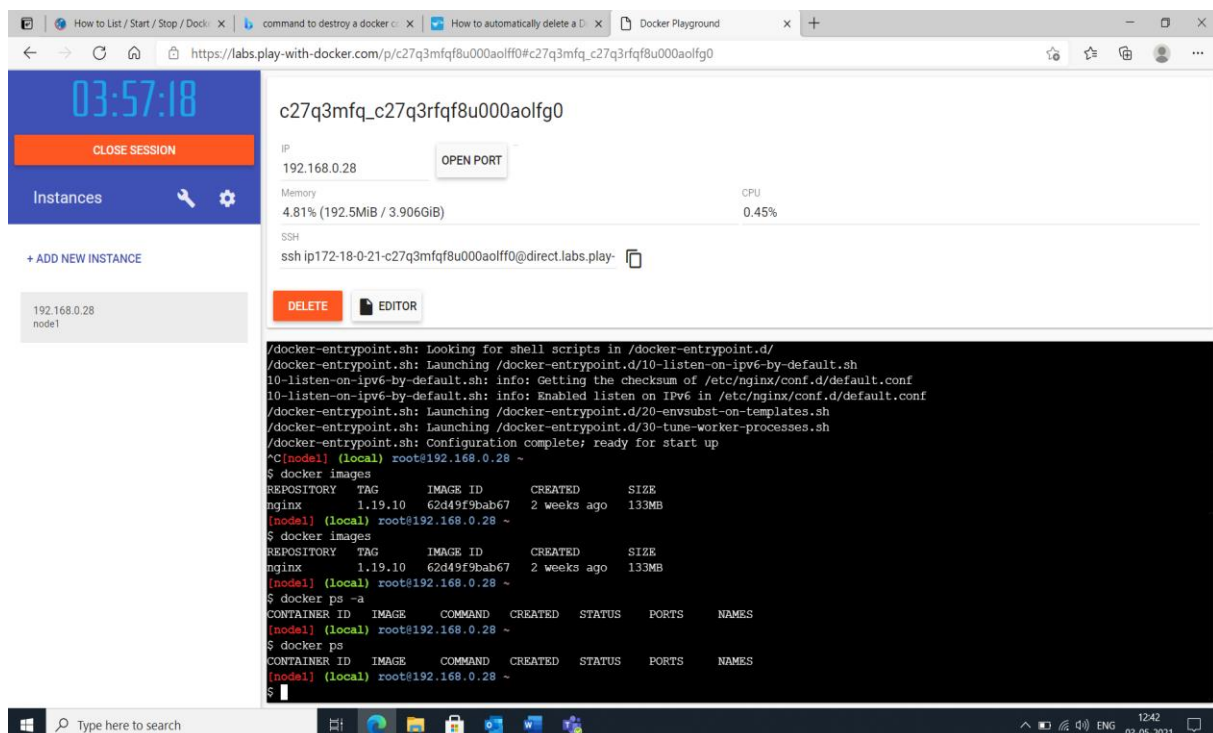 How to List / Start / Stop / Docke
command to destroy a docker co
How to automatically delete a D
Docker Playground
https://labs.play-with-docker.com/p/c27q3mfqf8u000aolff0#c27q3mfq_c27q3rfqf8u000aolfg0
03:57:18
CLOSE SESSION
Instances
+ ADD NEW INSTANCE
192.168.0.28
node1
c27q3mfq_c27q3rfqf8u000aolfg0
IP
192.168.0.28
OPEN PORT
Memory
4.81% (192.5MiB / 3.906GiB)
CPU
0.45%
SSH
ssh ip172-18-0-21-c27q3mfqf8u000aolff0@direct.labs.play-
DELETE
EDITOR
/docker-entrypoint.sh: Looking for shell scripts in /docker-entrypoint.d/
/docker-entrypoint.sh: Launching /docker-entrypoint.d/10-listen-on-ipv6-by-default.sh
10-listen-on-ipv6-by-default.sh: info: Getting the checksum of /etc/nginx/conf.d/default.conf
10-listen-on-ipv6-by-default.sh: info: Enabled listen on IPv6 in /etc/nginx/conf.d/default.conf
/docker-entrypoint.sh: Launching /docker-entrypoint.d/20-envsubst-on-templates.sh
/docker-entrypoint.sh: Launching /docker-entrypoint.d/30-tune-worker-processes.sh
/docker-entrypoint.sh: Configuration complete; ready for start up
^C[node1] (local) root@192.168.0.28 ~
$ docker images
REPOSITORY TAG IMAGE ID CREATED SIZE
nginx 1.19.10 62d49f9bab67 2 weeks ago 133MB
[node1] (local) root@192.168.0.28 ~
$ docker images
REPOSITORY TAG IMAGE ID CREATED SIZE
nginx 1.19.10 62d49f9bab67 2 weeks ago 133MB
[node1] (local) root@192.168.0.28 ~
$ docker ps -a
CONTAINER ID IMAGE COMMAND CREATED STATUS PORTS NAMES
[node1] (local) root@192.168.0.28 ~
$ docker ps
CONTAINER ID IMAGE COMMAND CREATED STATUS PORTS NAMES
[node1] (local) root@192.168.0.28 ~
$
Type here to search
ENG
12:42
03-05-2021